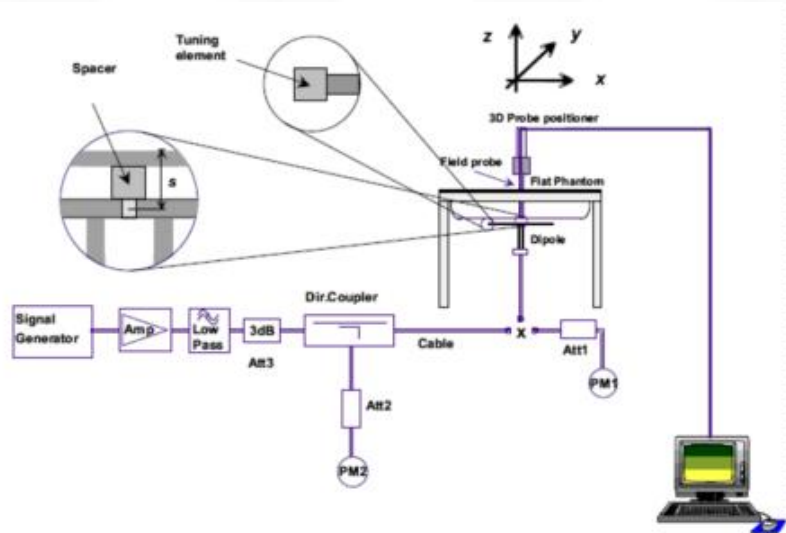 z
y
x
Tuning
element
Spacer
s
3D Probe positioner
Field probe
Flat Phantom
Dipole
Dir.Coupler
Signal
Generator
Amp
Low
Pass
3dB
Att3
Cable
X
Att1
PM1
Att2
PM2